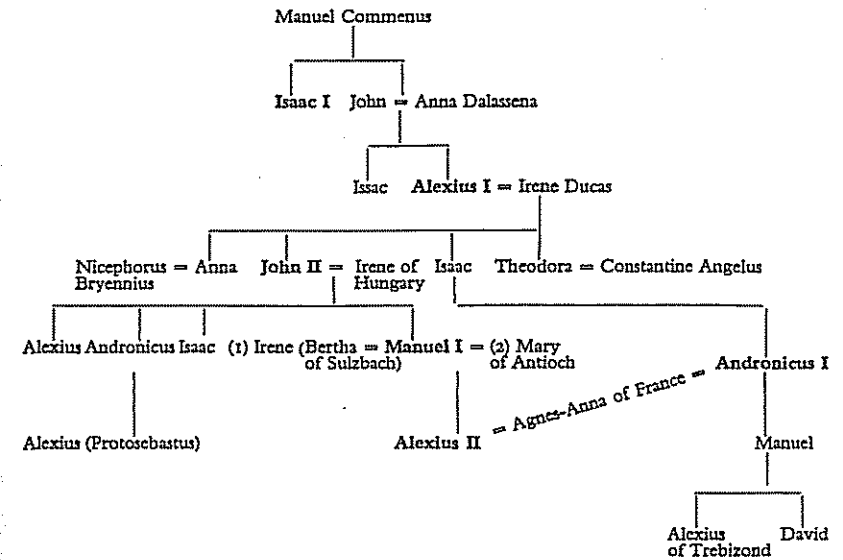 Manuel Commenus
Isaac I John = Anna Dalassena
Issac Alexius I = Irene Ducas
Nicephorus = Anna John II = Irene of Isaac Theodora = Constantine Angelus
Bryennius Hungary
Alexius Andronicus Isaac (1) Irene (Bertha = Manuel I = (2) Mary
of Sulzbach) of Antioch
Andronicus I
= Agnes-Anna of France =
Alexius (Protosebastus) Alexius II Manuel
Alexius David
of Trebizond